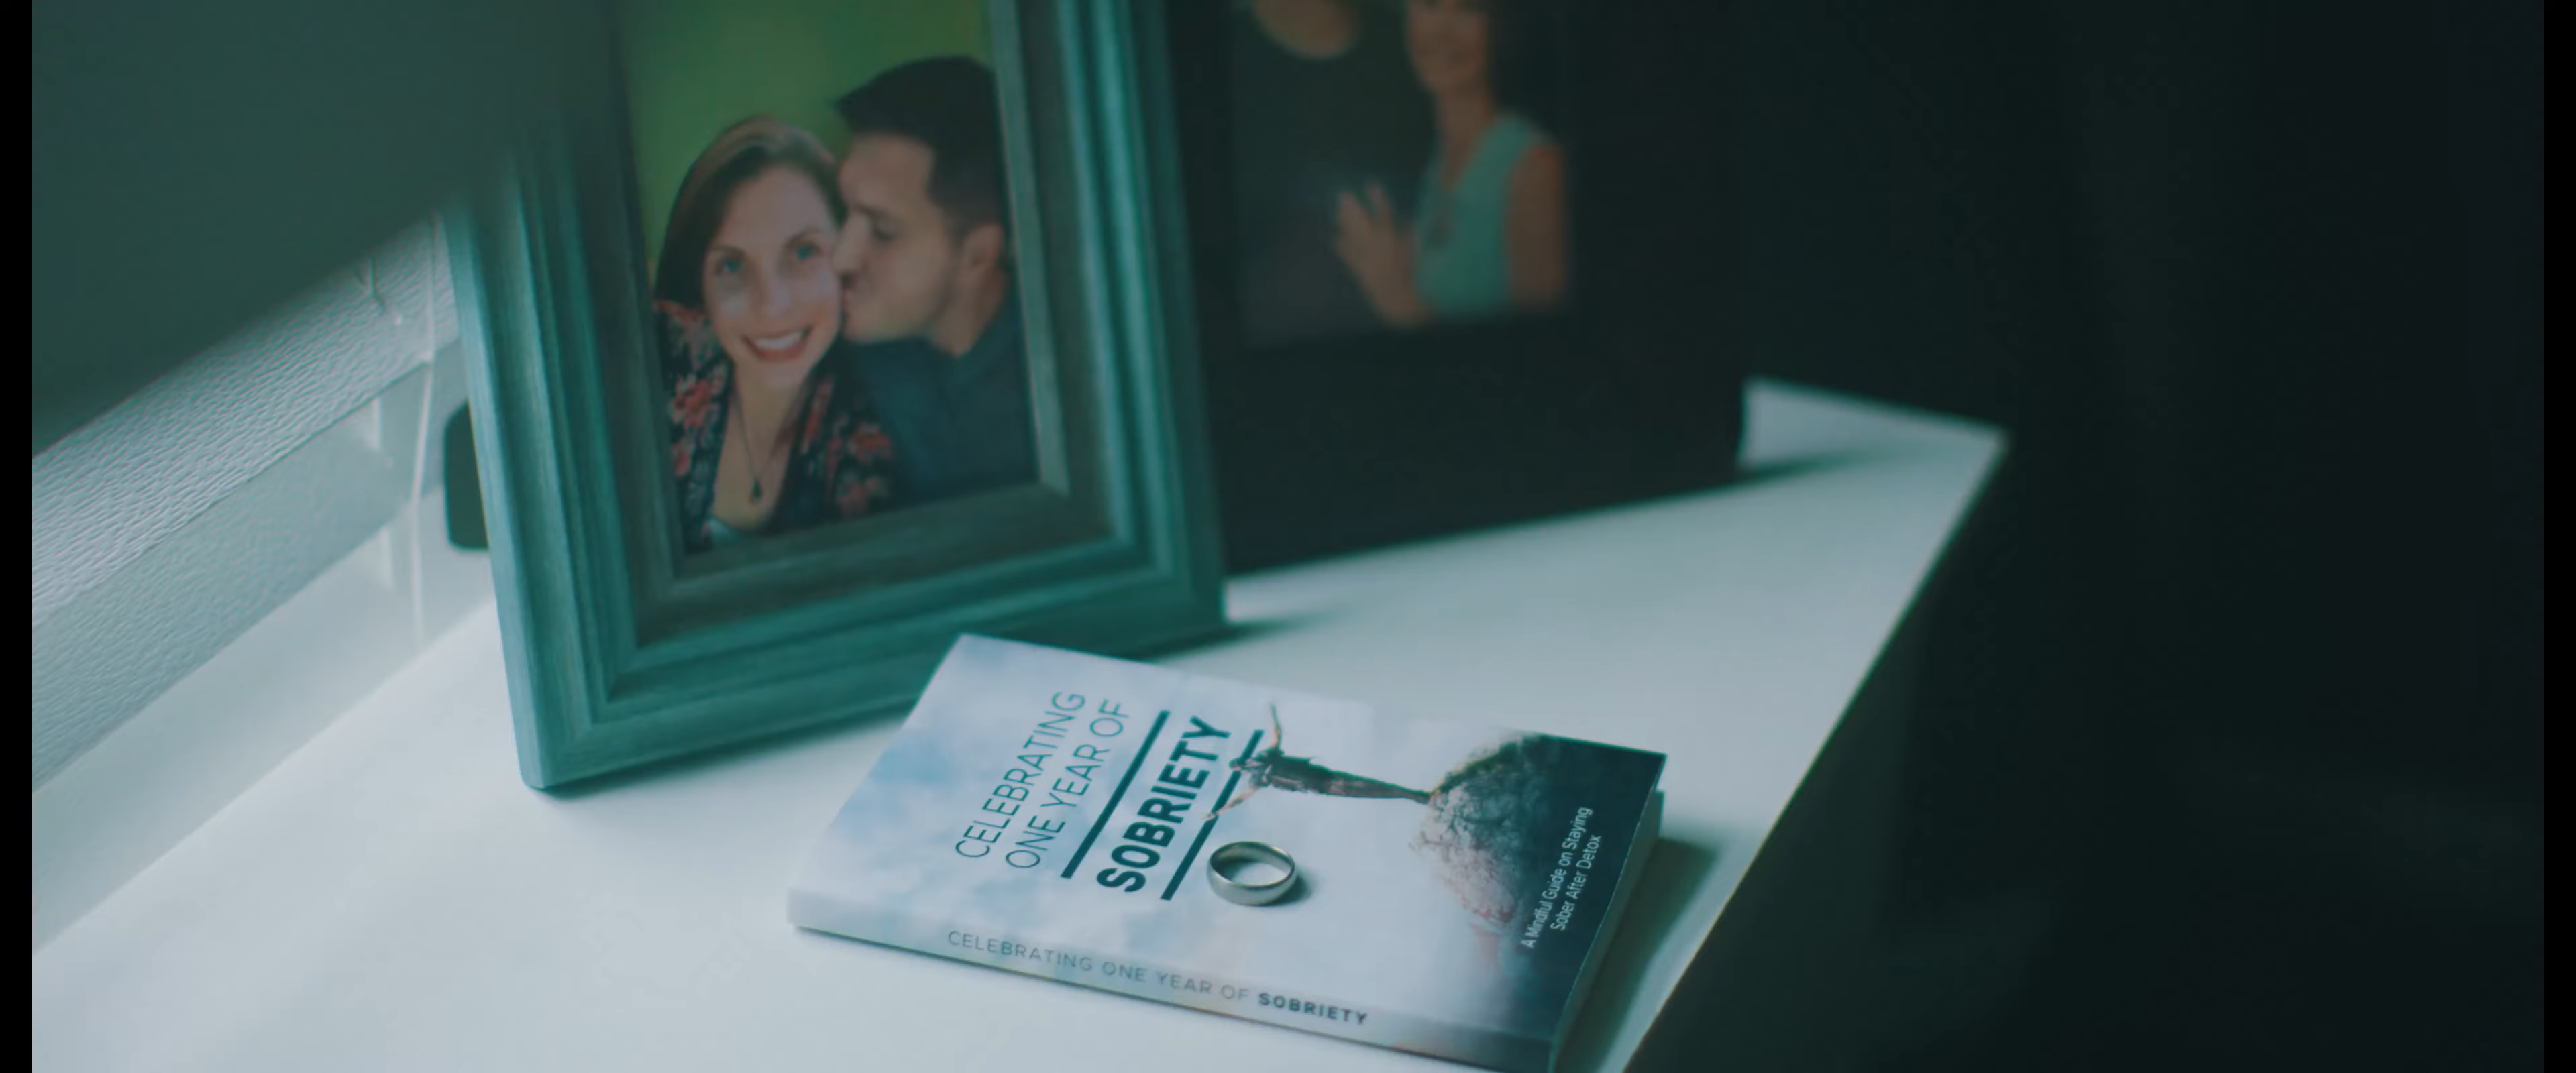 CELEBRATING
ONE YEAR OF
SOBRIETY
A Mindful Guide on Staying
Sober After Detox
CELEBRATING ONE YEAR OF SOBRIETY